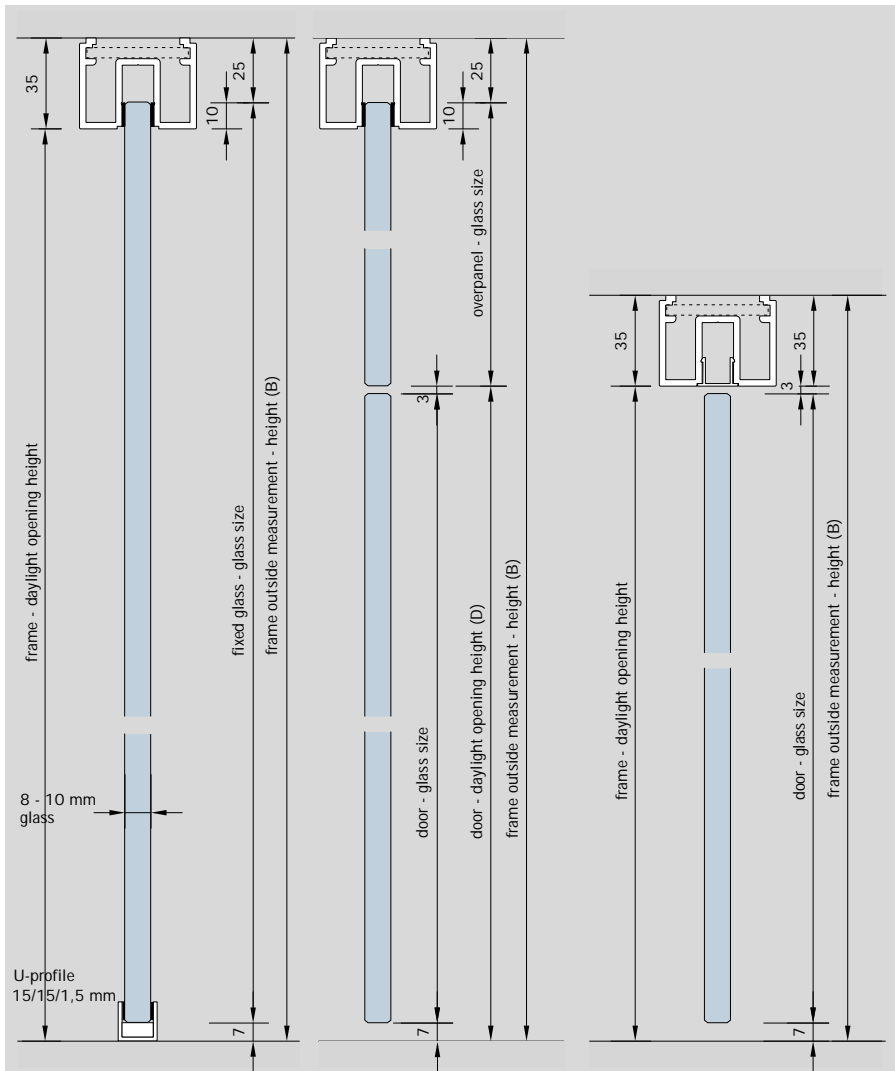 35
25
10
frame - daylight opening height
fixed glass - glass size
frame outside measurement - height (B)
8 - 10 mm
glass
U-profile
15/15/1,5 mm
7
25
10
overpanel - glass size
3
door - glass size
door - daylight opening height (D)
frame outside measurement - height (B)
7
35
35
3
frame - daylight opening height
door - glass size
frame outside measurement - height (B)
7